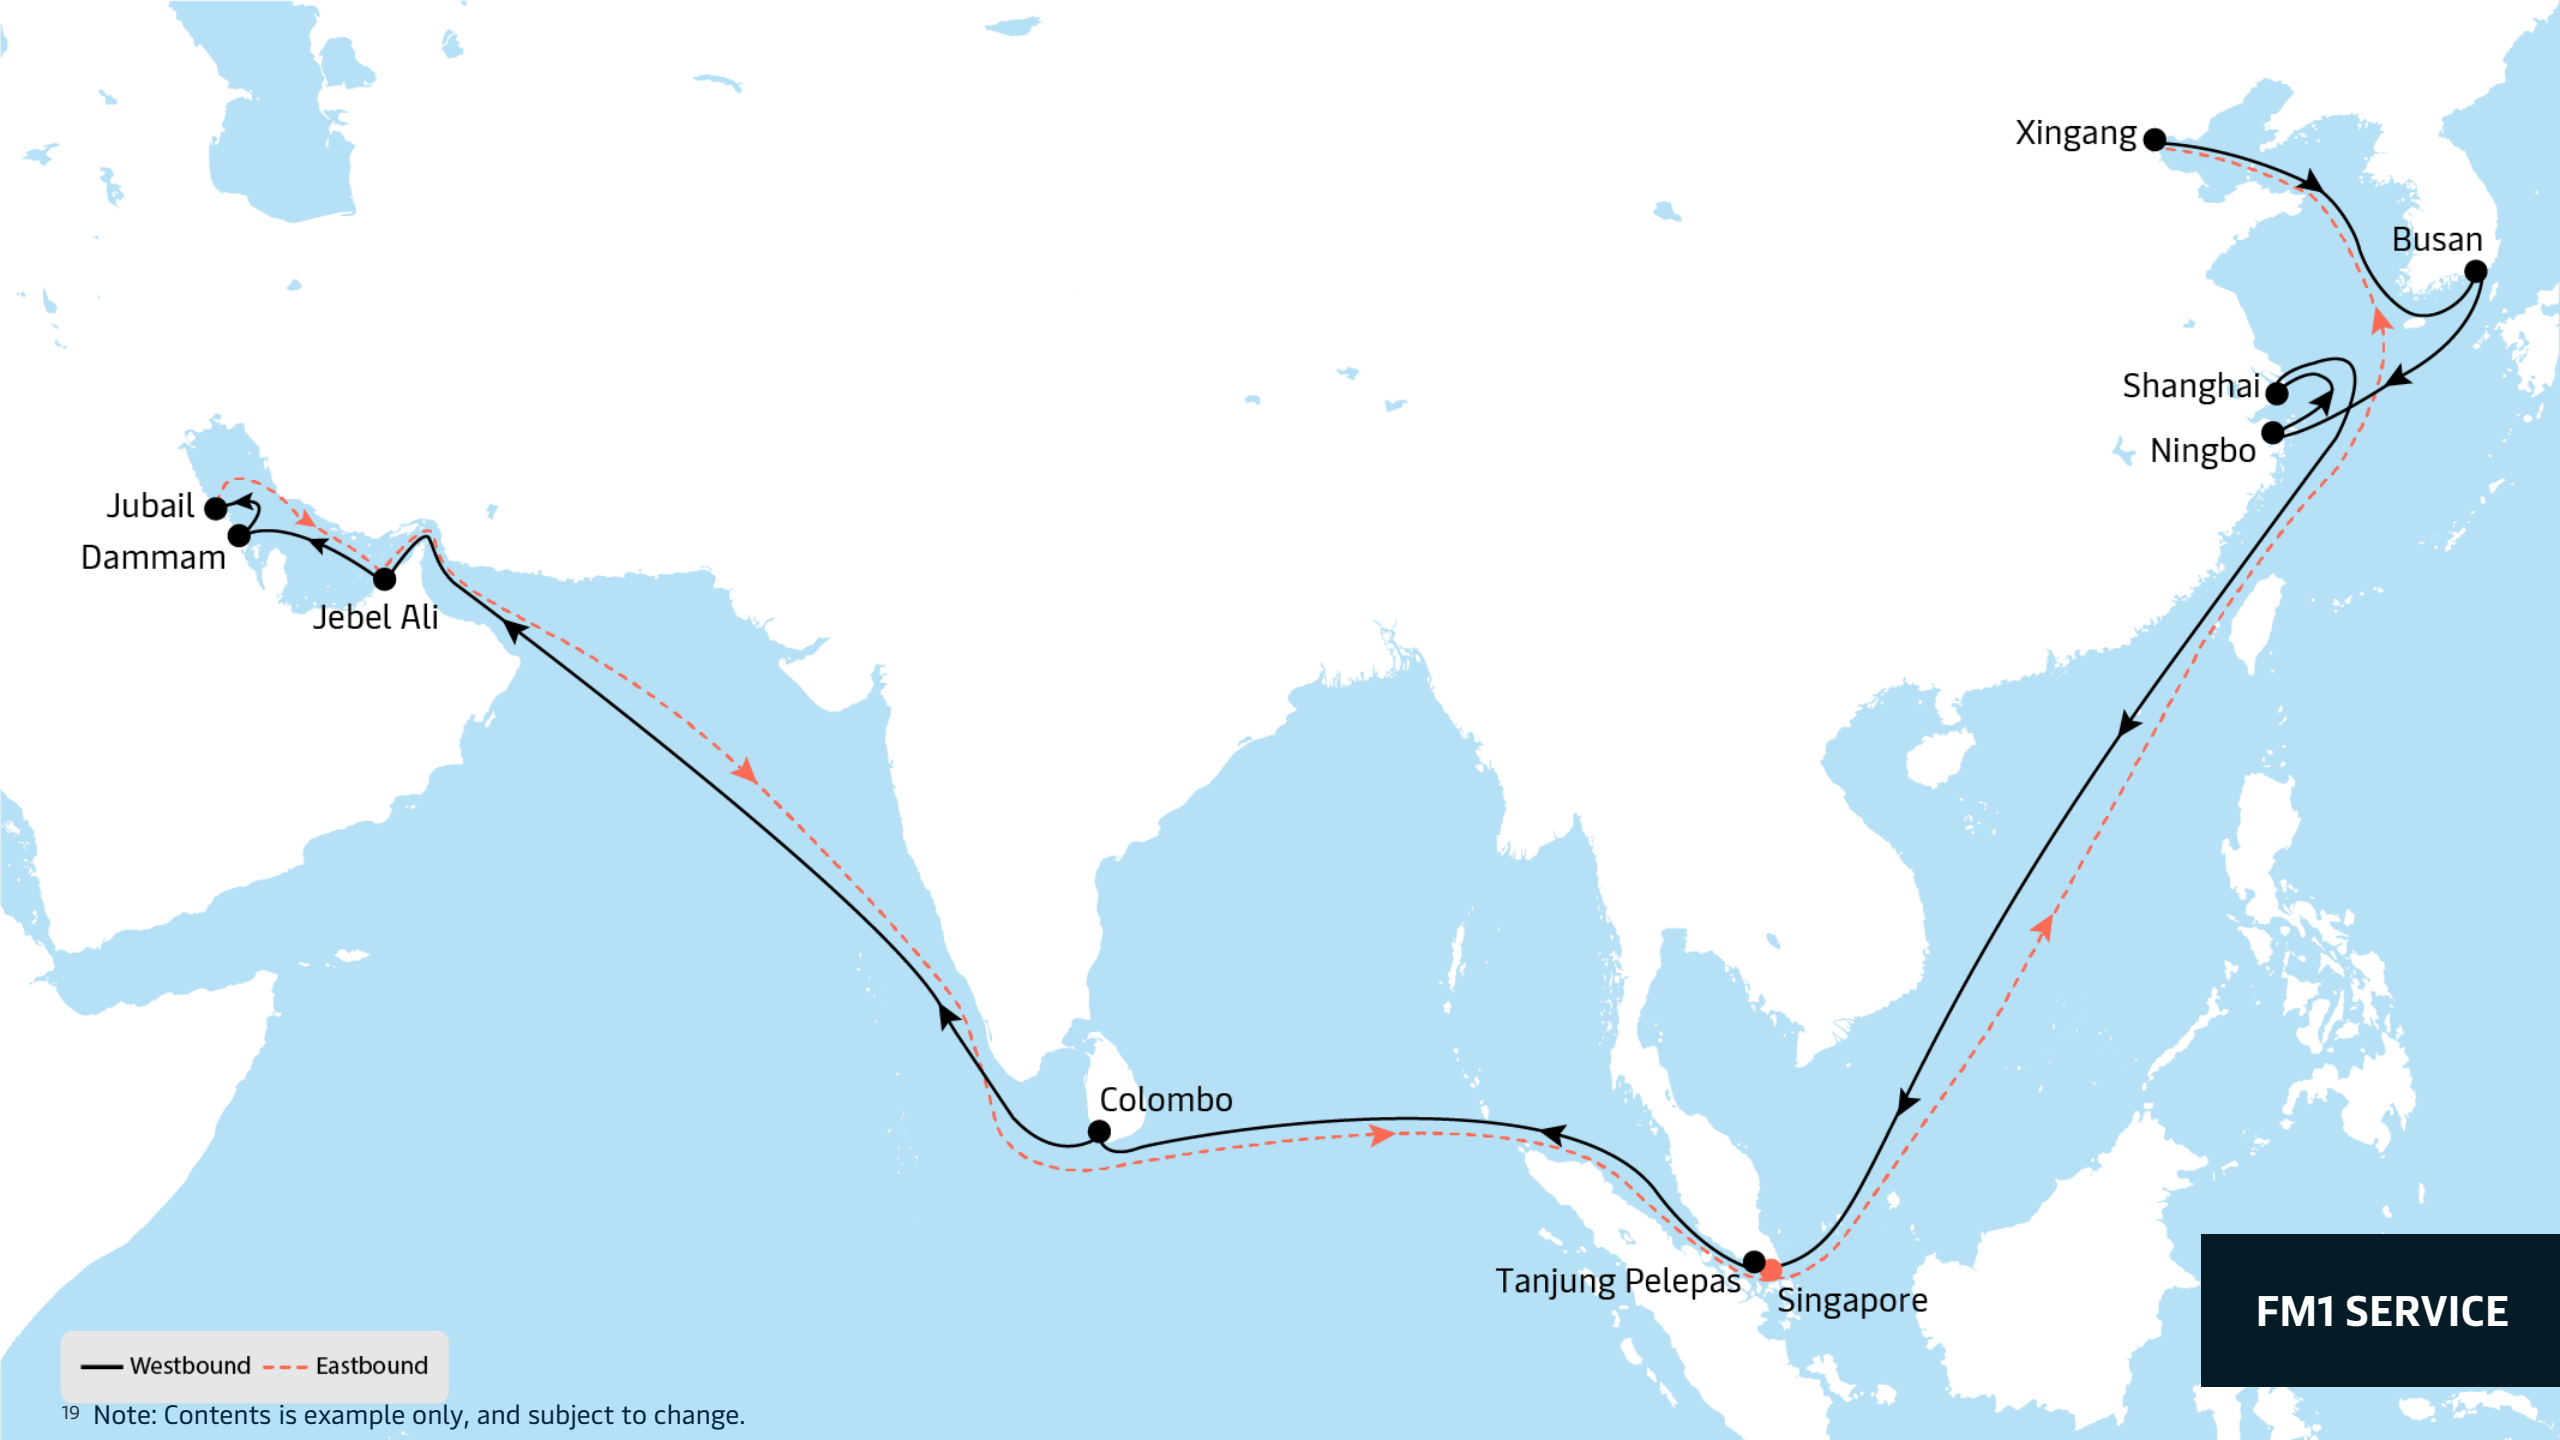 Xingang
Busan
Shanghai
Ningbo
Jubail
Dammam
Jebel Ali
Colombo
Tanjung Pelepas
Singapore
FM1 SERVICE
Westbound Eastbound
19 Note: Contents is example only, and subject to change.